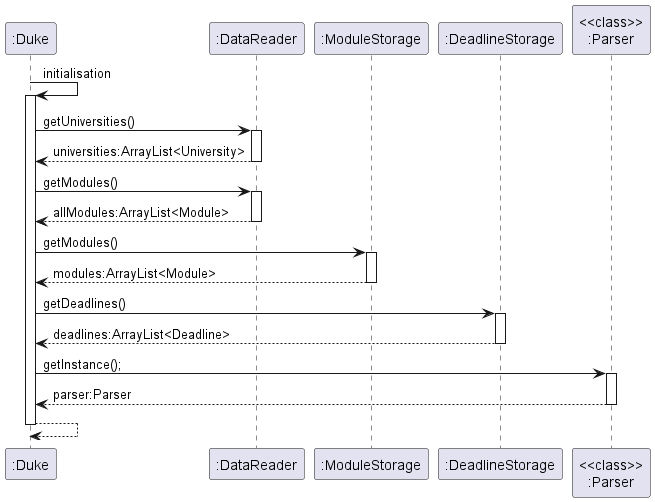 <<class>>
:Duke :DataReader :ModuleStorage :DeadlineStorage :Parser
initialisation
getUniversities()
universities:ArrayList<University>
getModules()
allModules:ArrayList<Module>
getModules()
modules:ArrayList<Module>
getDeadlines()
deadlines:ArrayList<Deadline>
getInstance();
parser:Parser
<<class>>
:Duke :DataReader :ModuleStorage :DeadlineStorage :Parser